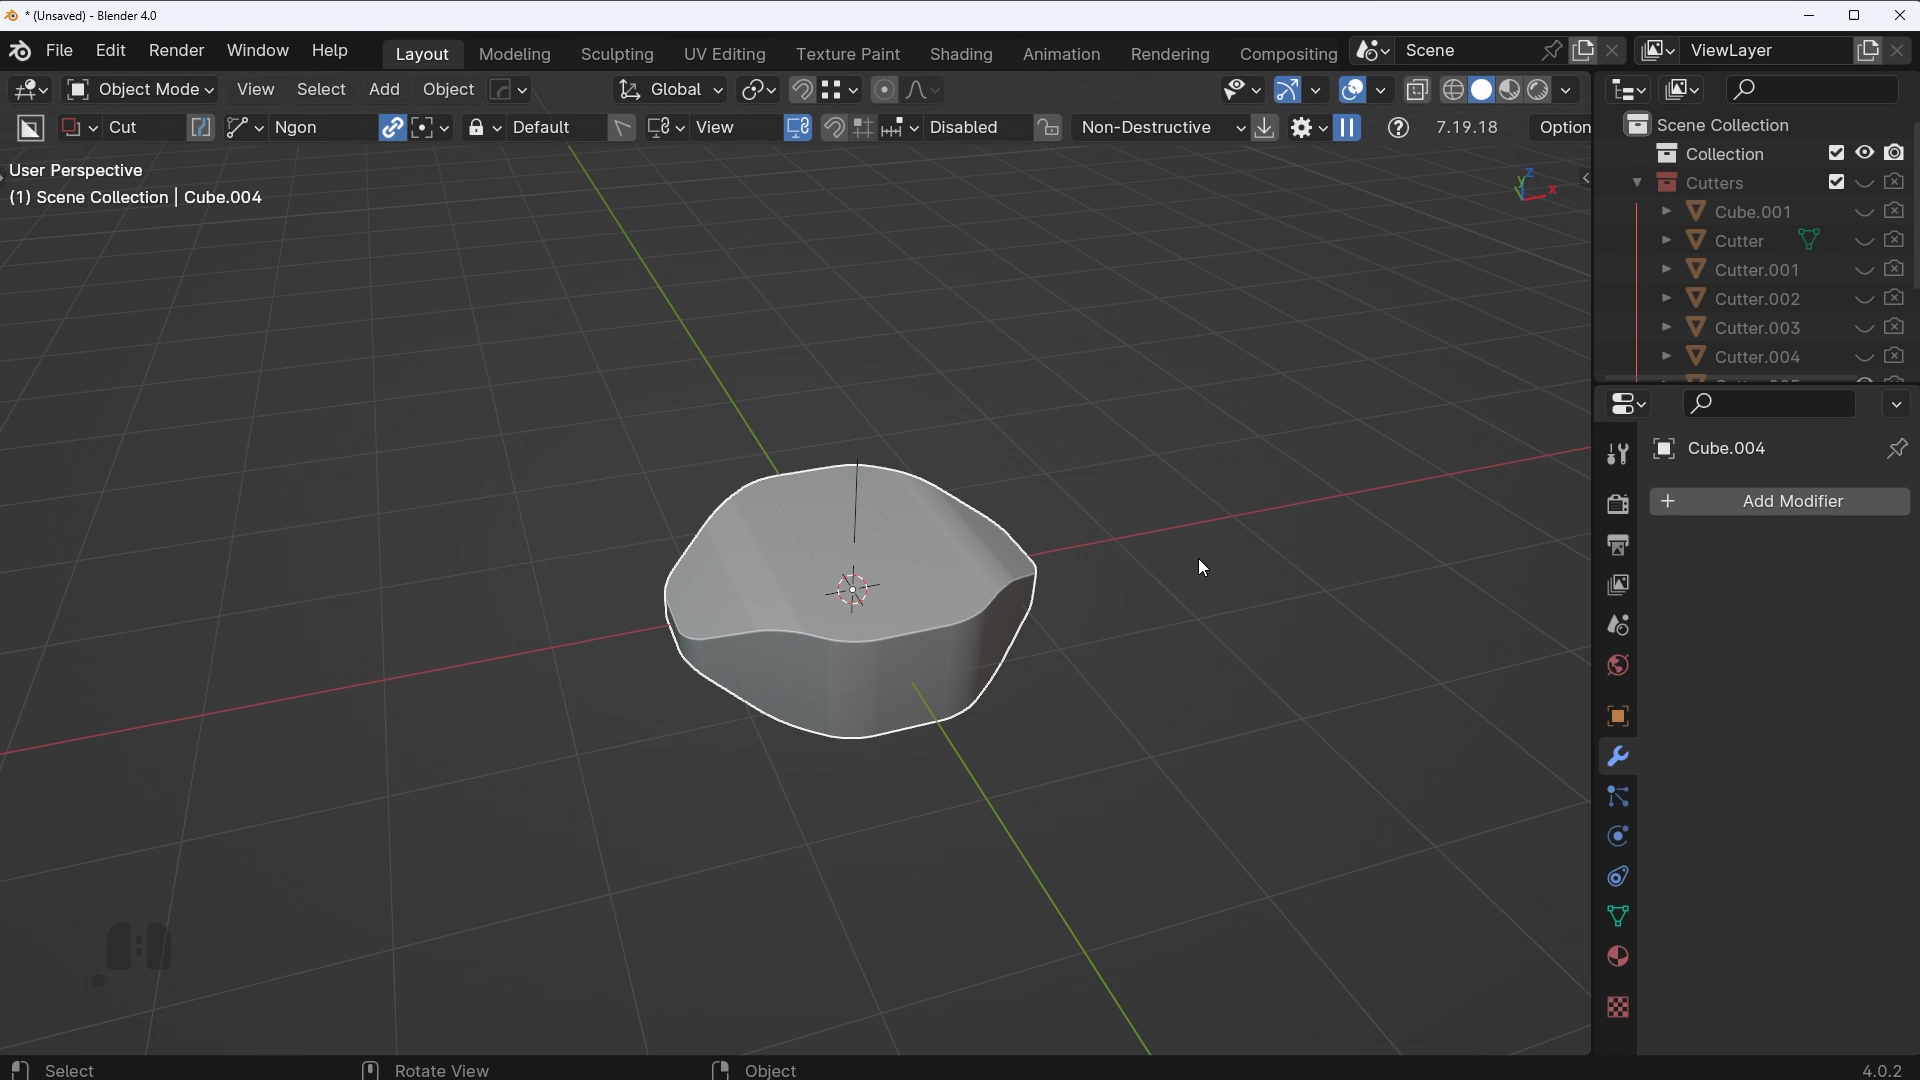 * (Unsaved) - Blender 4.0
File Edit Render Window Help Layout Modeling Sculpting UV Editing Texture Paint Shading Animation Rendering Compositing Scene ViewLayer
Object Mode View Select Add Object Global
Cut Ngon Default View Disabled Non-Destructive 7.19.18 Option
User Perspective
(1) Scene Collection | Cube.004
Z
Y
X
Scene Collection
Collection
Cutters
Cube.001
Cutter
Cutter.001
Cutter.002
Cutter.003
Cutter.004
Cube.004
Add Modifier
Select Rotate View Object 4.0.2